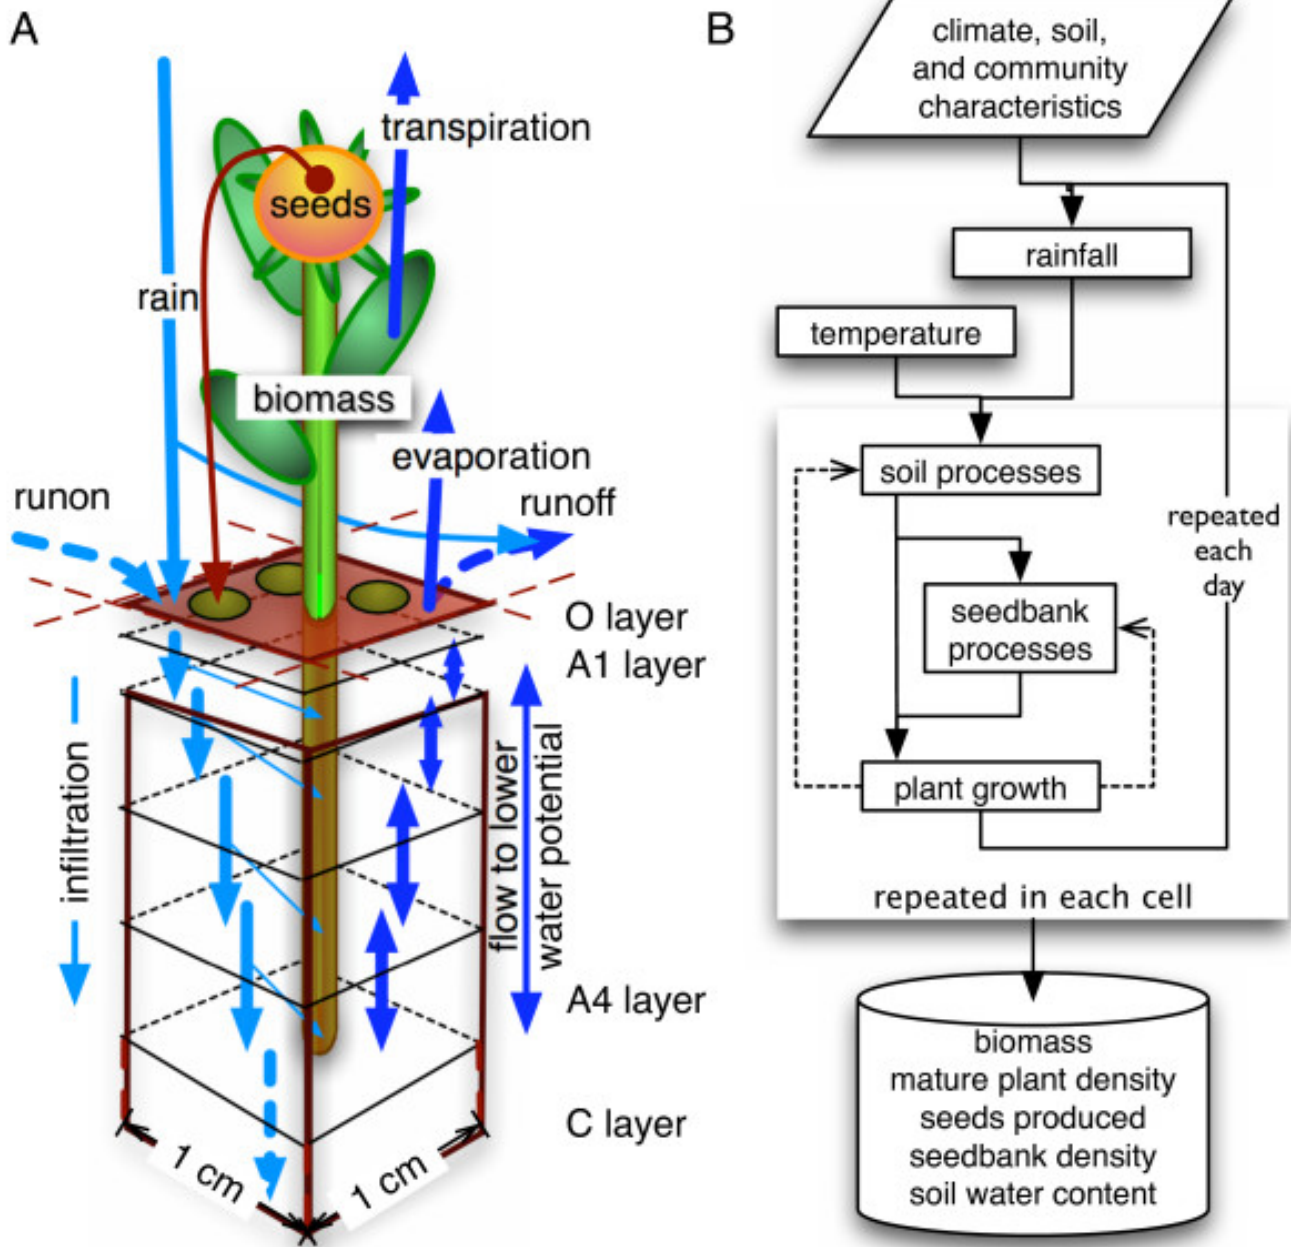 A
transpiration
seeds
rain
biomass
evaporation
runon
runoff
O layer
A1 layer
infiltration
flow to lower
water potential
A4 layer
C layer
1 cm
1 cm
B
climate, soil,
and community
characteristics
rainfall
temperature
soil processes
repeated
each
day
seedbank
processes
plant growth
repeated in each cell
biomass
mature plant density
seeds produced
seedbank density
soil water content